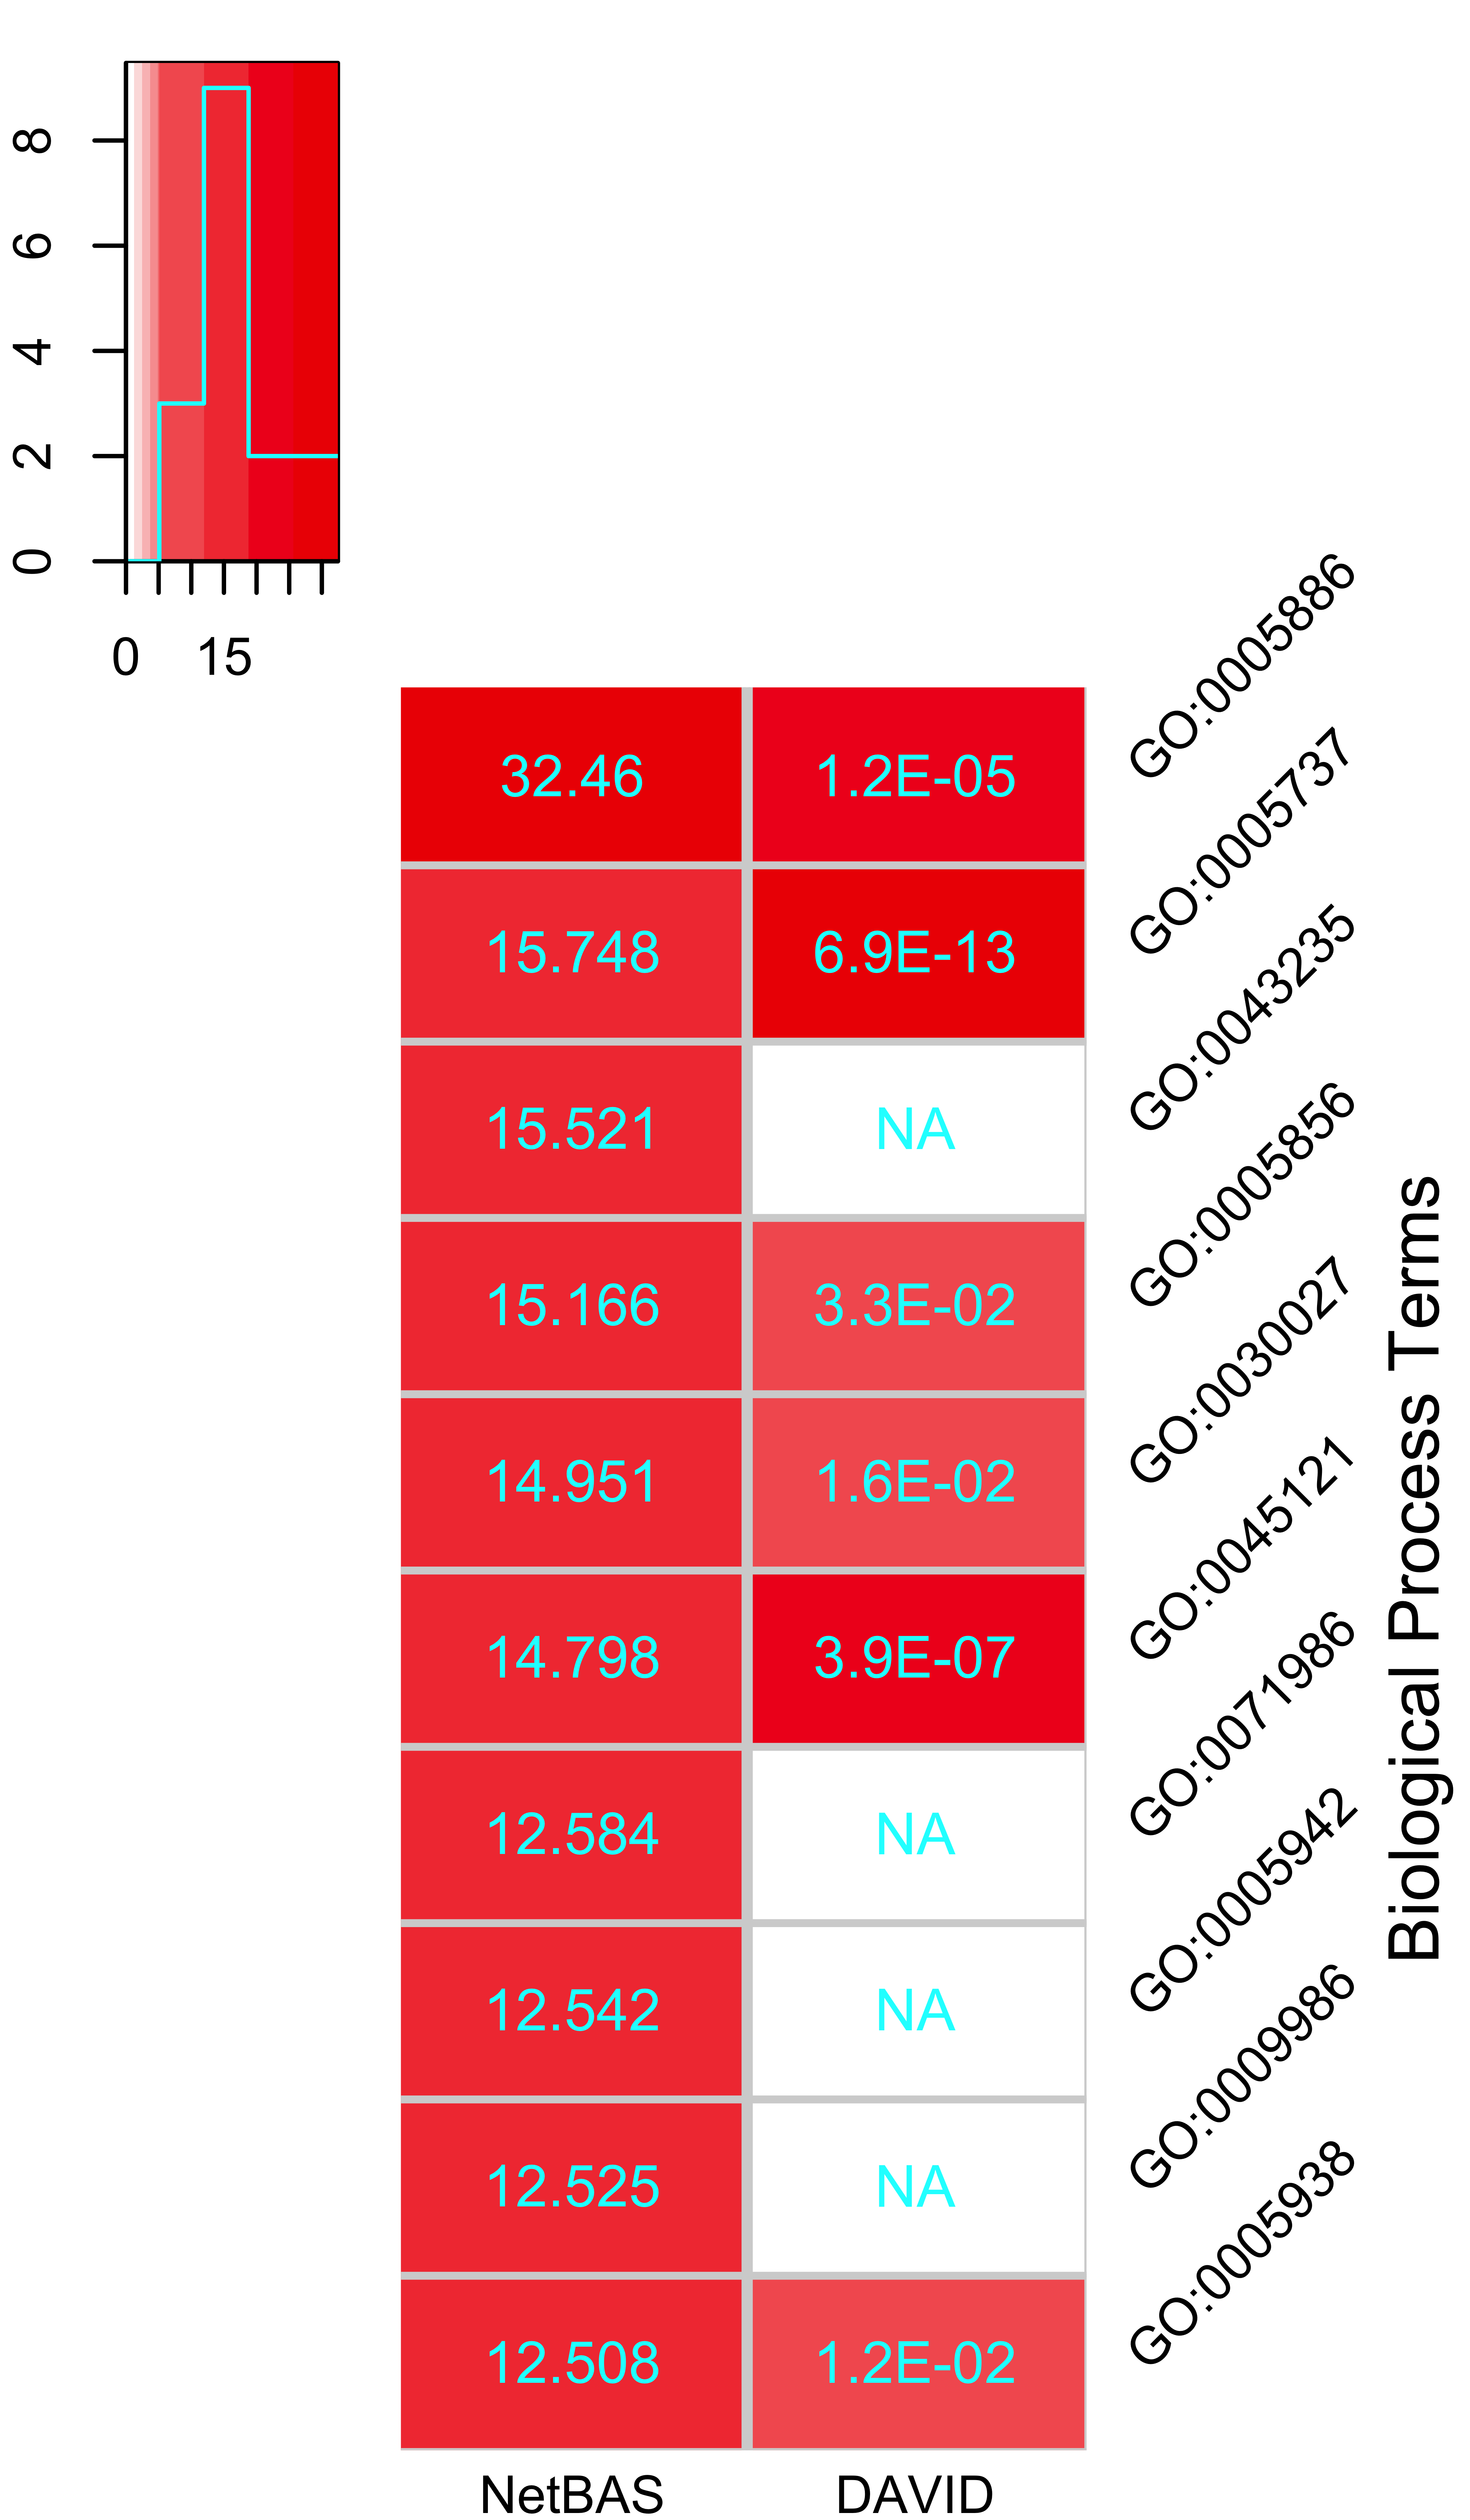 8
6
4
2
0
0 15
32.46 1.2E-05 GO:0005886
15.748 6.9E-13 GO:0005737
15.521 NA GO:0043235
15.166 3.3E-02 GO:0005856
14.951 1.6E-02 GO:0030027
14.798 3.9E-07 GO:0045121
12.584 NA GO:0071986
12.542 NA GO:0005942
12.525 NA GO:0009986
12.508 1.2E-02 GO:0005938
Biological Process Terms
NetBAS DAVID